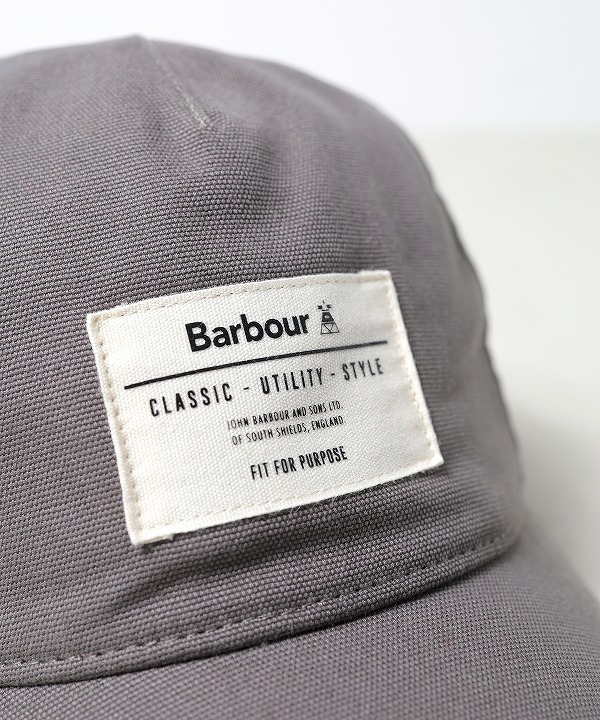 Barbour
CLASSIC - UTILITY - STYLE
JOHN BARBOUR AND SONS LTD.
OF SOUTH SHIELDS, ENGLAND.
FIT FOR PURPOSE